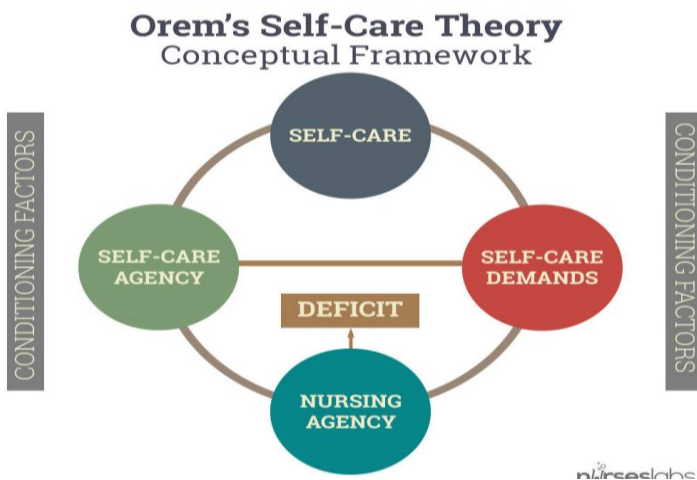 Orem's Self-Care Theory
Conceptual Framework
CONDITIONING FACTORS
SELF-CARE
CONDITIONING FACTORS
SELF-CARE
AGENCY
SELF-CARE
DEMANDS
DEFICIT
NURSING
AGENCY
nurseslabs